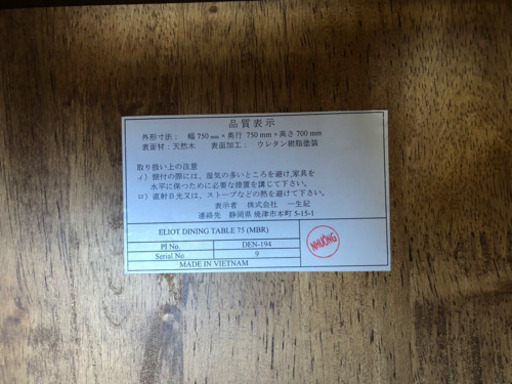 品質表示
外形寸法： 幅 750 mm × 奥行 750 mm × 高さ 700 mm
表面材：天然木 表面加工： ウレタン樹脂塗装
取り扱い上の注意
イ）据付の際には、湿気の多いところを避け,家具を
水平に保つために必要な措置を講じて下さい。
ロ）直射日光又は、ストーブなどの熱を避けて下さい。
表示者 株式会社 一生紀
連絡先 静岡県 焼津市本町 5-15-1
ELIOT DINING TABLE 75 (MBR)
PI No. DEN-194
Serial No. 9
MADE IN VIETNAM
NHUONG